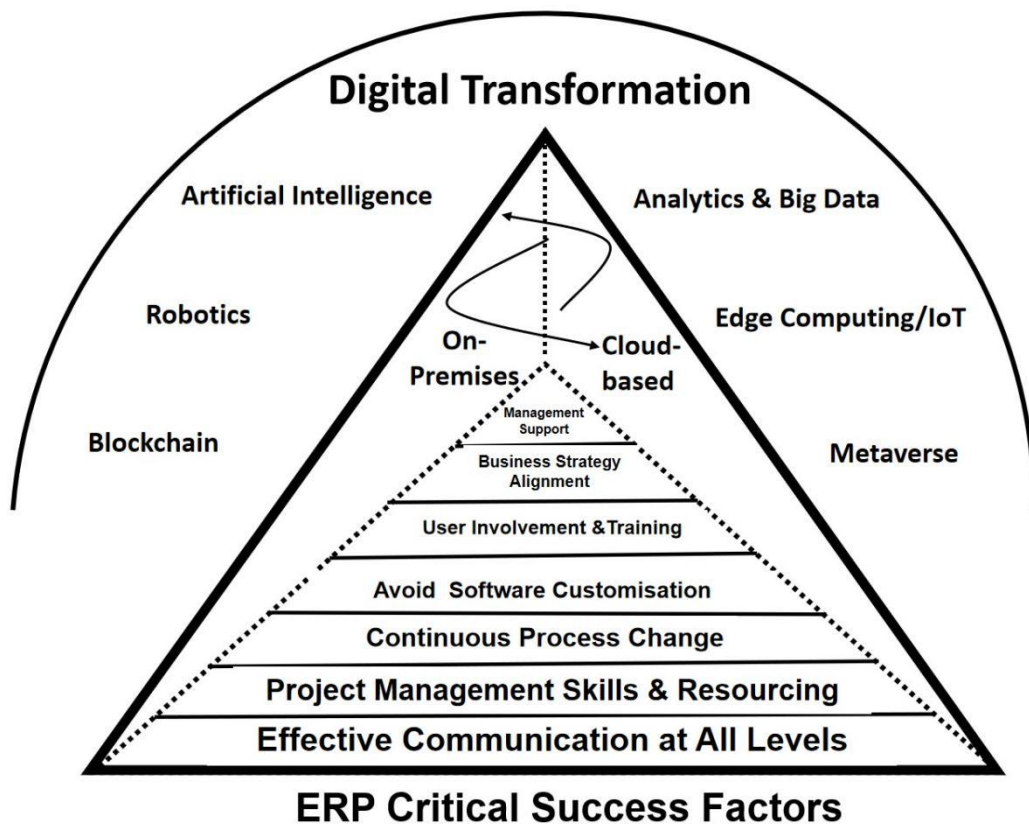 Digital Transformation
Artificial Intelligence
Analytics & Big Data
Robotics
Edge Computing/IoT
On-
Premises
Cloud-
based
Blockchain
Metaverse
Management
Support
Business Strategy
Alignment
User Involvement &Training
Avoid Software Customisation
Continuous Process Change
Project Management Skills & Resourcing
Effective Communication at All Levels
ERP Critical Success Factors